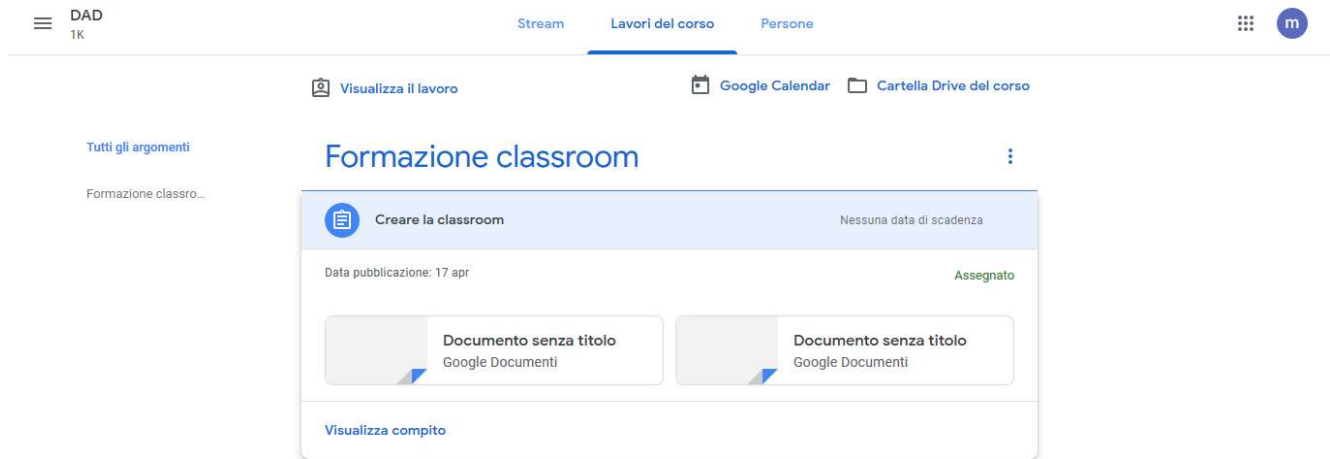 DAD
1K
Stream
Lavori del corso
Persone
m
Visualizza il lavoro
Google Calendar
Cartella Drive del corso
Tutti gli argomenti
Formazione classro...
Formazione classroom
Creare la classroom
Nessuna data di scadenza
Data pubblicazione: 17 apr
Assegnato
Documento senza titolo
Google Documenti
Documento senza titolo
Google Documenti
Visualizza compito